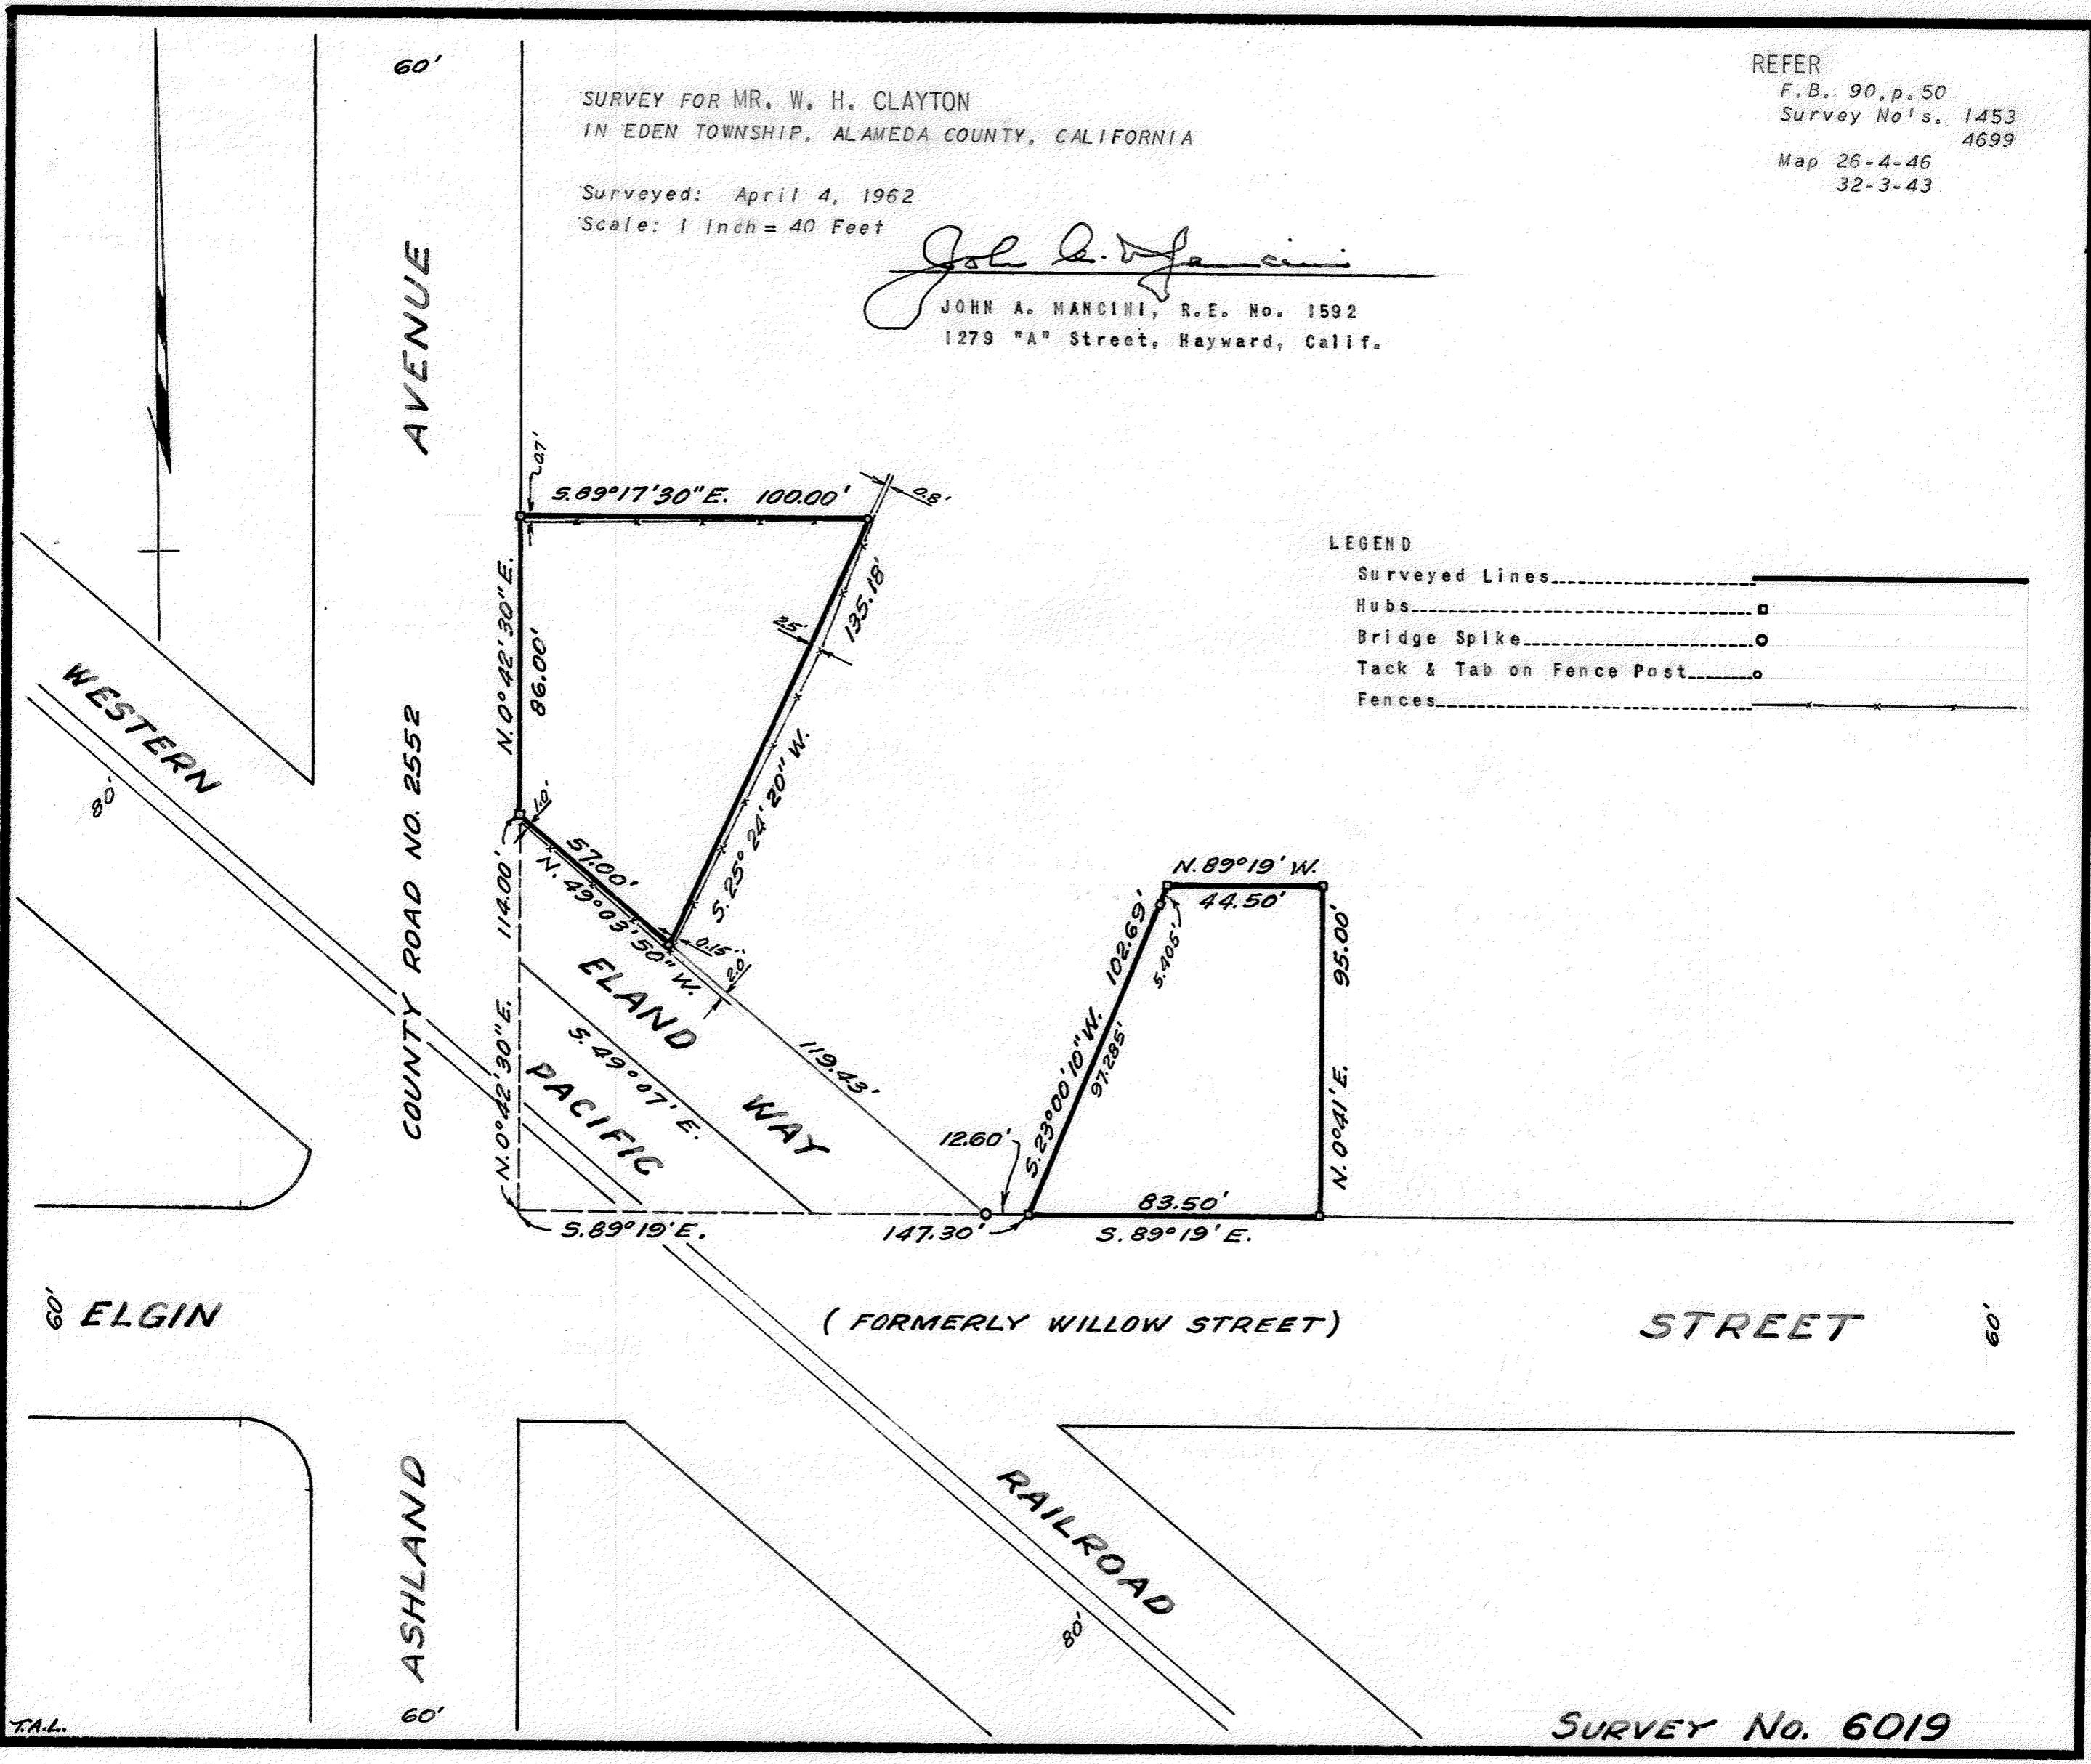 60'
SURVEY FOR MR. W. H. CLAYTON
IN EDEN TOWNSHIP, ALAMEDA COUNTY, CALIFORNIA
Surveyed: April 4, 1962
Scale: 1 Inch = 40 Feet
John A. Mancini
JOHN A. MANCINI, R.E. No. 1592
1279 "A" Street, Hayward, Calif.
REFER
F.B. 90, p. 50
Survey No's. 1453
4699
Map 26-4-46
32-3-43
AVENUE
0.7'
S.89°17'30"E. 100.00'
0.8'
N.0°42'30"E.
86.00'
135.18'
25'
S.25°24'20"W.
1.0'
57.00'
N.49°03'50"W.
0.15'
2.0'
LEGEND
Surveyed Lines
Hubs
Bridge Spike
Tack & Tab on Fence Post
Fences
WESTERN
80'
COUNTY ROAD NO. 2552
114.00'
N.0°42'30"E.
ELAND
WAY
S.49°07'E.
PACIFIC
119.43'
N.89°19'W.
44.50'
S.23°00'10"W. 102.69'
5.405'
97.285'
95.00'
N.0°41'E.
12.60'
83.50'
S.89°19'E.
147.30'
S.89°19'E.
60'
ELGIN
(FORMERLY WILLOW STREET)
STREET
60'
ASHLAND
60'
RAILROAD
80'
T.A.L.
SURVEY No. 6019